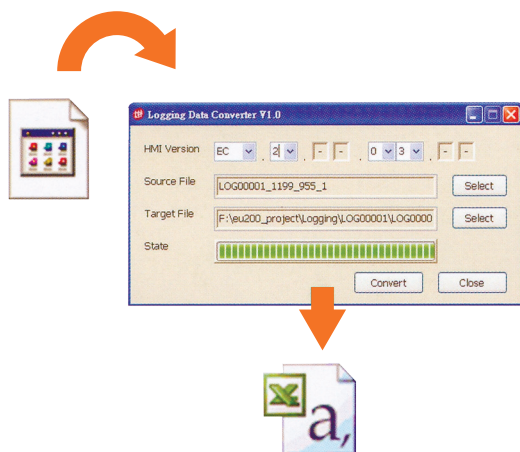 Logging Data Converter V1.0
HMI Version EC . 2 . - - . 0 3 . - -
Source File LOG00001_1199_955_1 Select
Target File F:\eu200_project\Logging\LOG00001\LOG0000 Select
State
Convert Close
a,